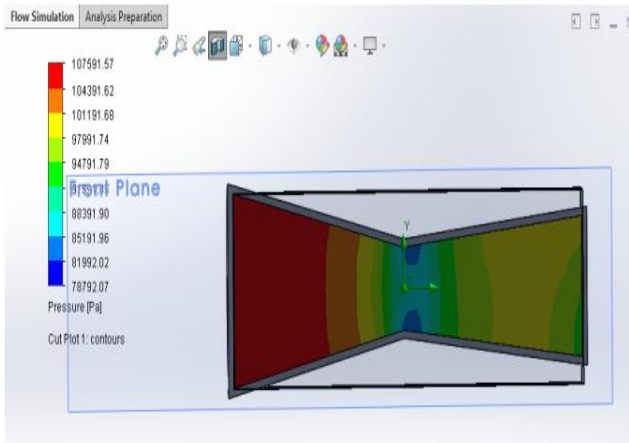 Flow Simulation Analysis Preparation
107591.57
104391.62
101191.68
97991.74
94791.79
Front Plane
88391.90
85191.96
81992.02
78792.07
Pressure [Pa]
Cut Plot 1: contours
Y